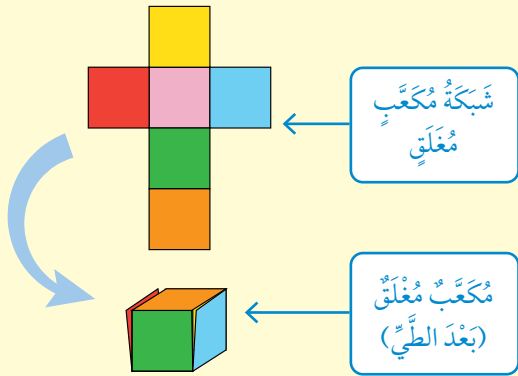 شَبَكَةُ مُكَعَّبٍ
مُغَلَقٍ
مُكَعَّبٌ مُغْلَقٌ
(بَعْدَ الطَّيِّ)